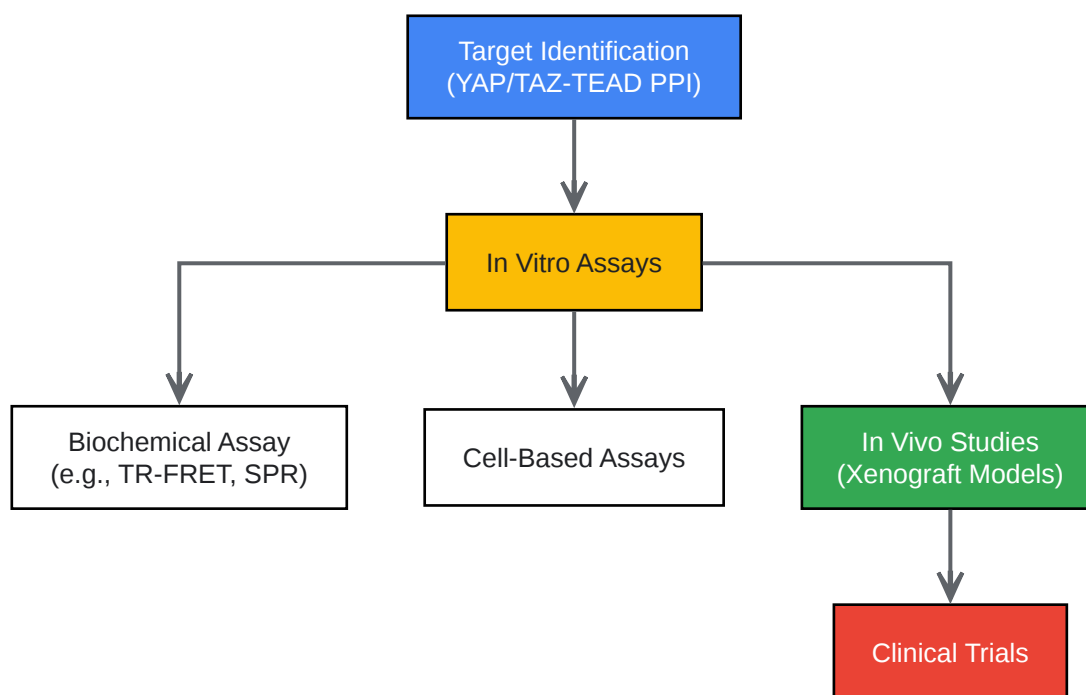 Target Identification
(YAP/TAZ-TEAD PPI)
In Vitro Assays
Biochemical Assay
(e.g., TR-FRET, SPR)
Cell-Based Assays
In Vivo Studies
(Xenograft Models)
Clinical Trials